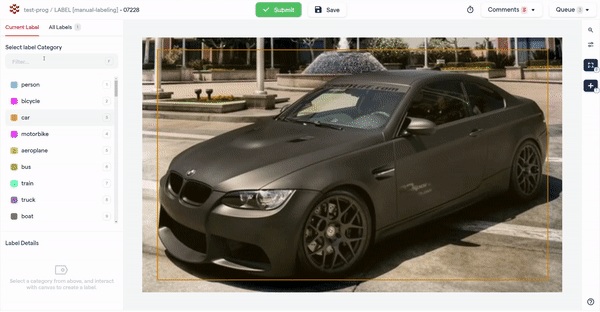 test-prog / LABEL [manual-labeling] - 07228
Submit
Save
Comments
Queue
Current Label
All Labels
Select label Category
Filter...
person
bicycle
car
motorbike
aeroplane
bus
train
truck
boat
Label Details
Select a category from above, and interact
with canvas to create a label.